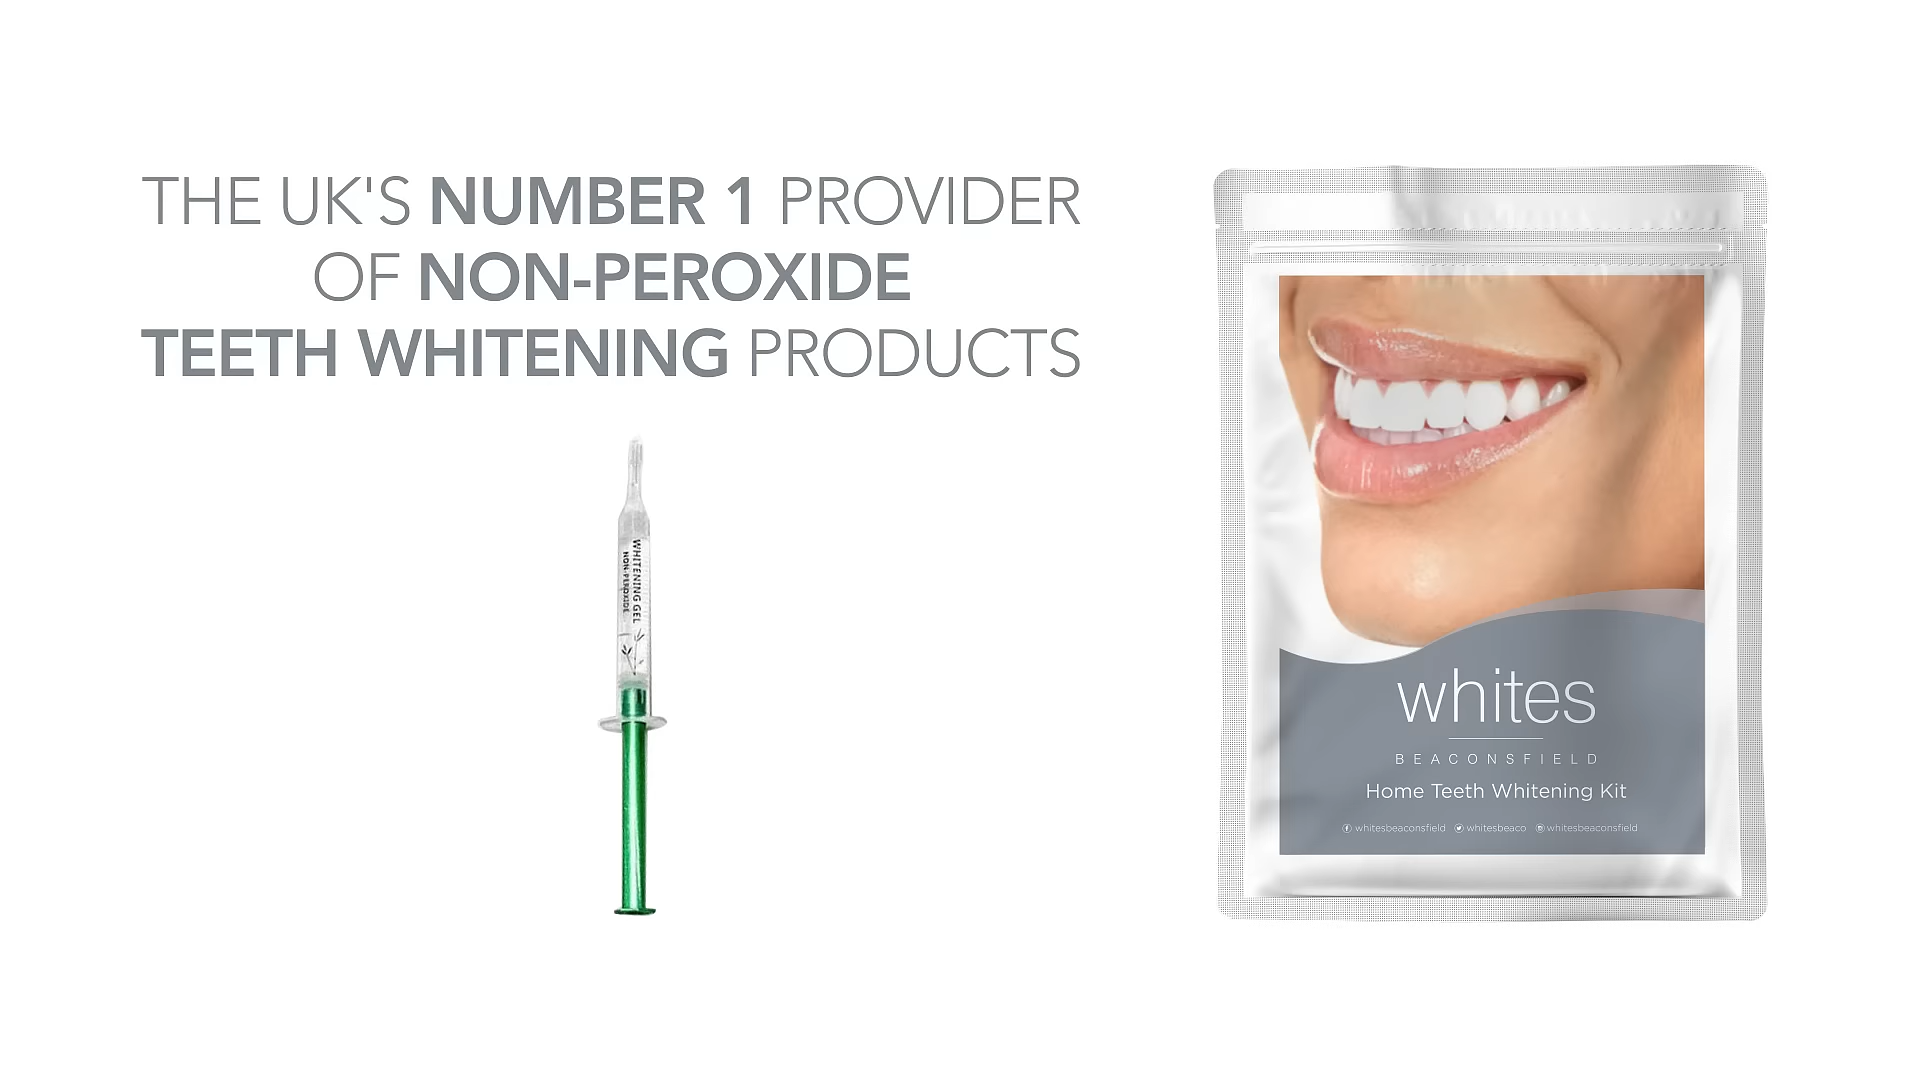 THE UK'S NUMBER 1 PROVIDER
OF NON-PEROXIDE
TEETH WHITENING PRODUCTS
WHITENING GEL
NON-PEROXIDE
whites
BEACONSFIELD
Home Teeth Whitening Kit
whitesbeaconsfield whitesbeaco whitesbeaconsfield